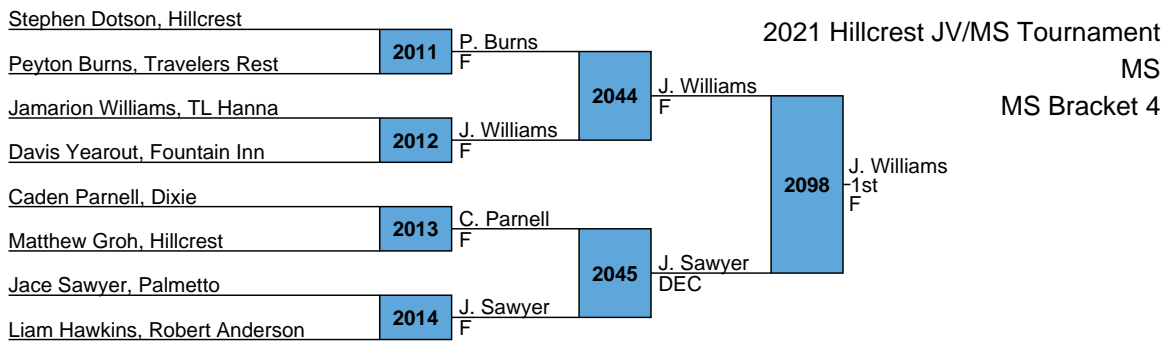 Stephen Dotson, Hillcrest
2011
P. Burns
F
Peyton Burns, Travelers Rest
2044
J. Williams
F
Jamarion Williams, TL Hanna
2012
J. Williams
F
Davis Yearout, Fountain Inn
2098
J. Williams
1st
F
Caden Parnell, Dixie
2013
C. Parnell
F
Matthew Groh, Hillcrest
2045
J. Sawyer
DEC
Jace Sawyer, Palmetto
2014
J. Sawyer
F
Liam Hawkins, Robert Anderson
2021 Hillcrest JV/MS Tournament
MS
MS Bracket 4